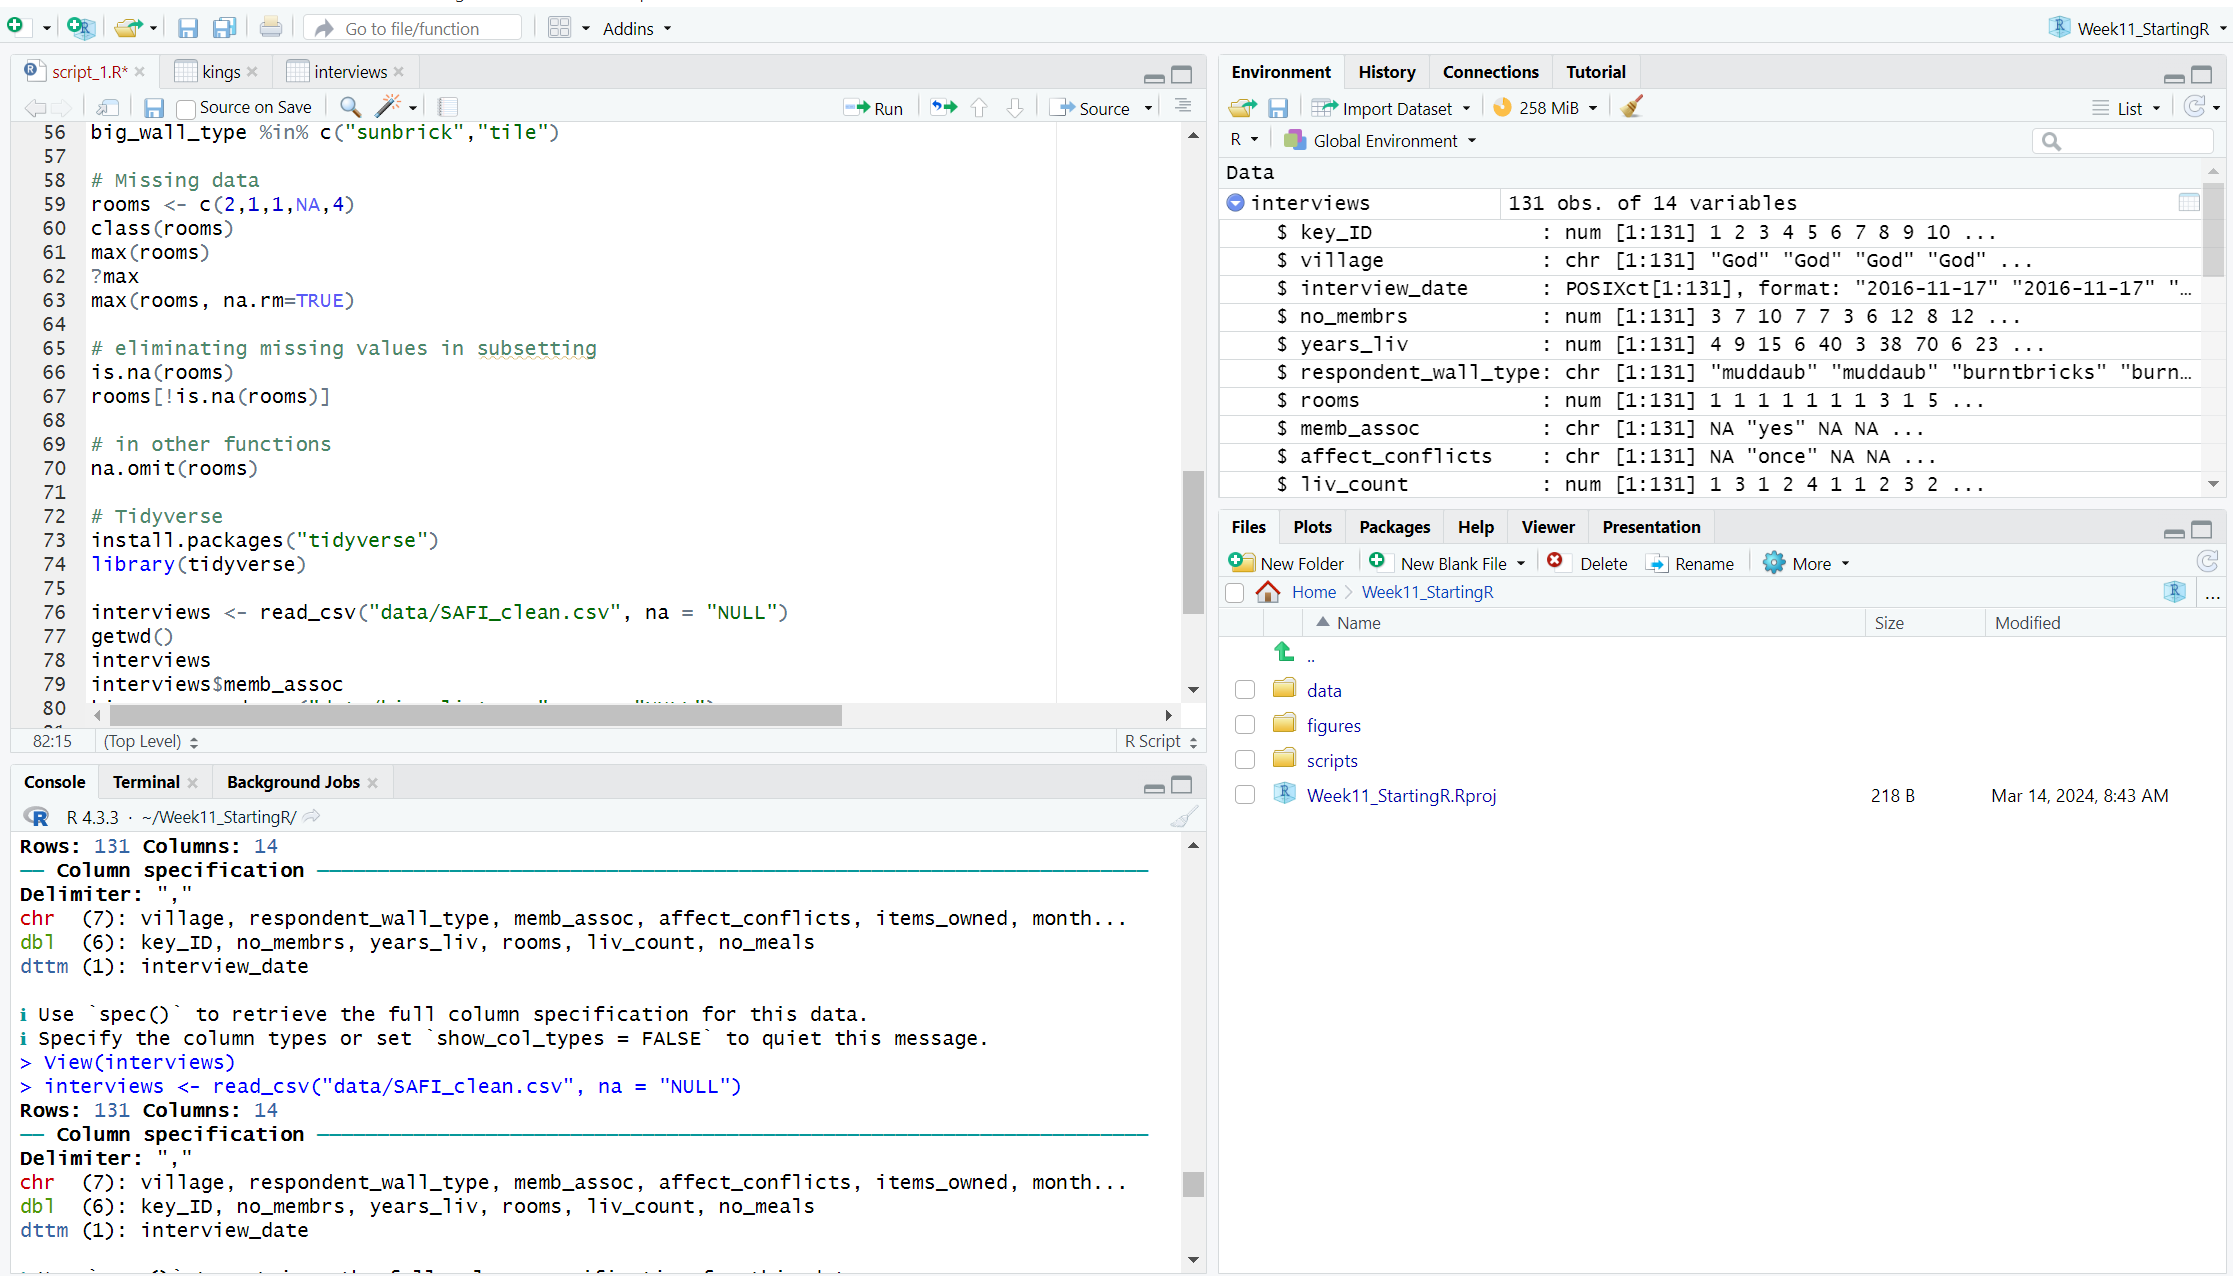 Go to file/function
Addins
Week11_StartingR
script_1.R*
kings
interviews
Source on Save
Run
Source
56 big_wall_type %in% c("sunbrick","tile")
57
58 # Missing data
59 rooms <- c(2,1,1,NA,4)
60 class(rooms)
61 max(rooms)
62 ?max
63 max(rooms, na.rm=TRUE)
64
65 # eliminating missing values in subsetting
66 is.na(rooms)
67 rooms[!is.na(rooms)]
68
69 # in other functions
70 na.omit(rooms)
71
72 # Tidyverse
73 install.packages("tidyverse")
74 library(tidyverse)
75
76 interviews <- read_csv("data/SAFI_clean.csv", na = "NULL")
77 getwd()
78 interviews
79 interviews$memb_assoc
80
82:15
(Top Level)
R Script
Console
Terminal
Background Jobs
R 4.3.3 · ~/Week11_StartingR/
Rows: 131 Columns: 14
── Column specification ──
Delimiter: ","
chr (7): village, respondent_wall_type, memb_assoc, affect_conflicts, items_owned, month...
dbl (6): key_ID, no_membrs, years_liv, rooms, liv_count, no_meals
dttm (1): interview_date
ℹ Use `spec()` to retrieve the full column specification for this data.
ℹ Specify the column types or set `show_col_types = FALSE` to quiet this message.
> View(interviews)
> interviews <- read_csv("data/SAFI_clean.csv", na = "NULL")
Rows: 131 Columns: 14
── Column specification ──
Delimiter: ","
chr (7): village, respondent_wall_type, memb_assoc, affect_conflicts, items_owned, month...
dbl (6): key_ID, no_membrs, years_liv, rooms, liv_count, no_meals
dttm (1): interview_date
Environment
History
Connections
Tutorial
Import Dataset
258 MiB
List
R
Global Environment
Data
interviews 131 obs. of 14 variables
$ key_ID : num [1:131] 1 2 3 4 5 6 7 8 9 10 ...
$ village : chr [1:131] "God" "God" "God" "God" ...
$ interview_date : POSIXct[1:131], format: "2016-11-17" "2016-11-17" "...
$ no_membrs : num [1:131] 3 7 10 7 7 3 6 12 8 12 ...
$ years_liv : num [1:131] 4 9 15 6 40 3 38 70 6 23 ...
$ respondent_wall_type: chr [1:131] "muddaub" "muddaub" "burntbricks" "burn...
$ rooms : num [1:131] 1 1 1 1 1 1 1 3 1 5 ...
$ memb_assoc : chr [1:131] NA "yes" NA NA ...
$ affect_conflicts : chr [1:131] NA "once" NA NA ...
$ liv_count : num [1:131] 1 3 1 2 4 1 1 2 3 2 ...
Files
Plots
Packages
Help
Viewer
Presentation
New Folder
New Blank File
Delete
Rename
More
Home
Week11_StartingR
...
Name
Size
Modified
..
data
figures
scripts
Week11_StartingR.Rproj 218 B Mar 14, 2024, 8:43 AM